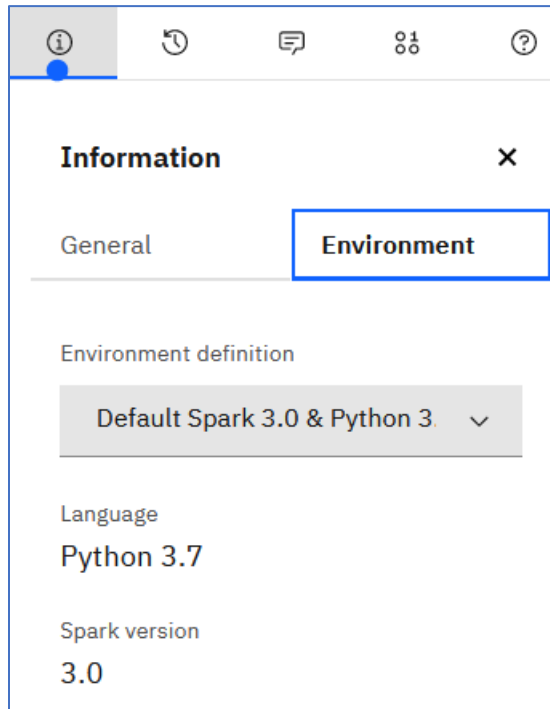 Information
General
Environment
Environment definition
Default Spark 3.0 & Python 3.
Language
Python 3.7
Spark version
3.0